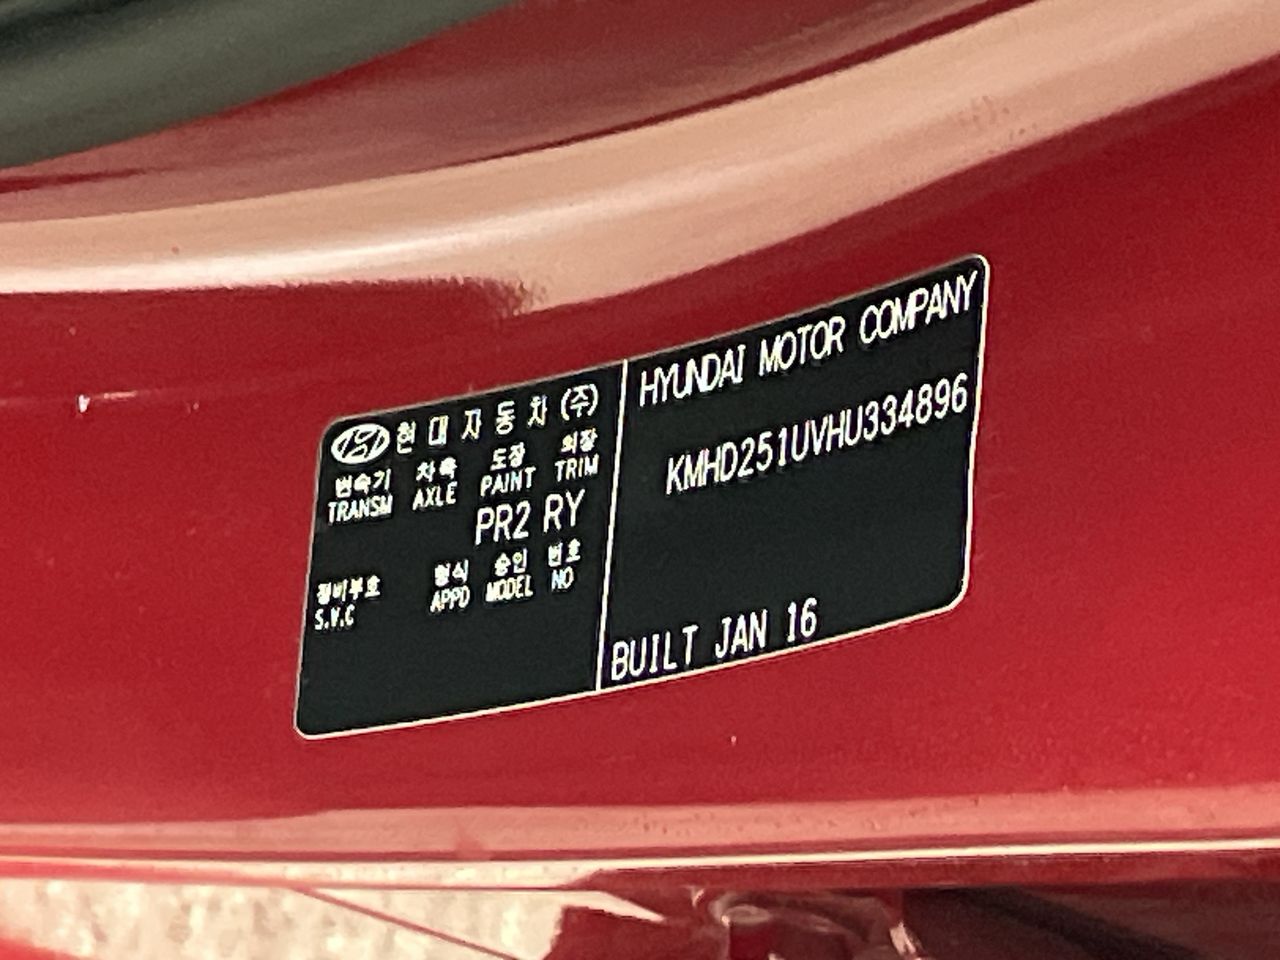 현대자동차(주)
변속기 차축 도장 외장
TRANSM AXLE PAINT TRIM
PR2 RY
정비부호 형식 승인 번호
S.V.C APPD MODEL NO
HYUNDAI MOTOR COMPANY
KMHD251UVHU334896
BUILT JAN 16